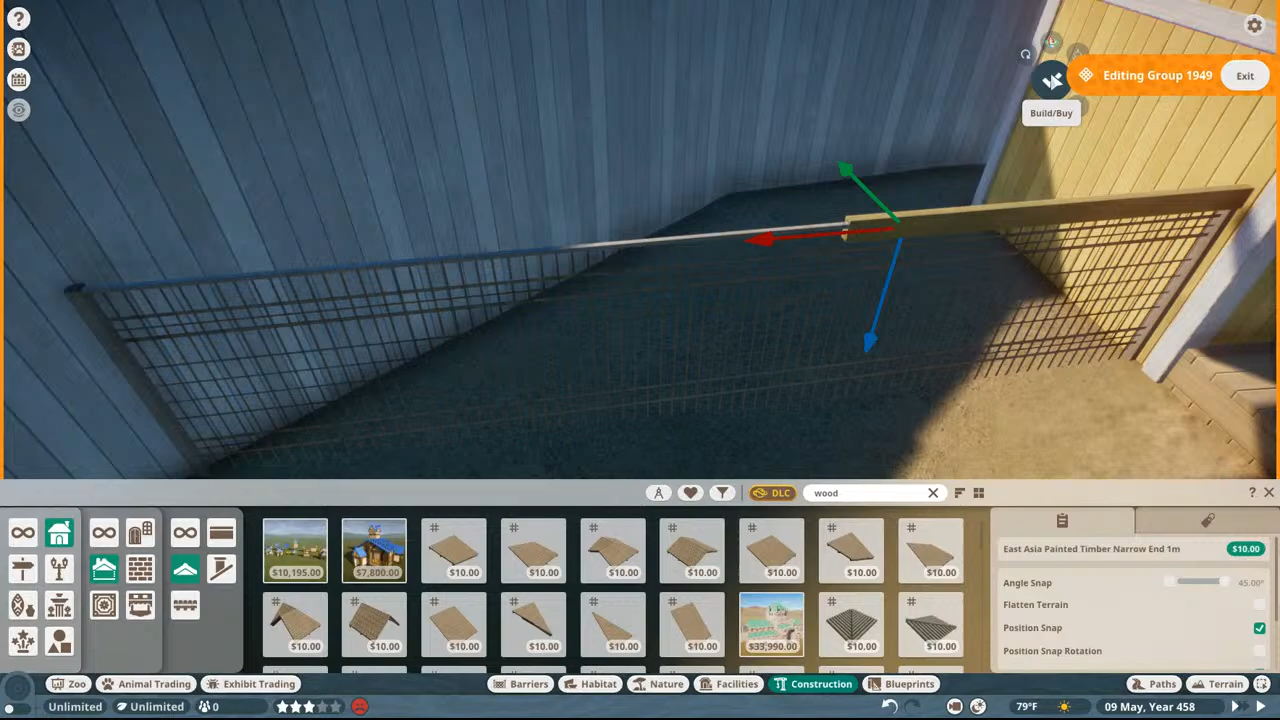 ?
Editing Group 1949
Exit
Build/Buy
DLC
wood
?
$10,195.00
$7,800.00
$10.00
$10.00
$10.00
$10.00
$10.00
$10.00
$10.00
$10.00
$10.00
$10.00
$10.00
$10.00
$10.00
$33,990.00
$10.00
$10.00
East Asia Painted Timber Narrow End 1m
$10.00
Angle Snap
45.00°
Flatten Terrain
Position Snap
Position Snap Rotation
Zoo
Animal Trading
Exhibit Trading
Barriers
Habitat
Nature
Facilities
Construction
Blueprints
Paths
Terrain
Unlimited
Unlimited
0
79°F
09 May, Year 458